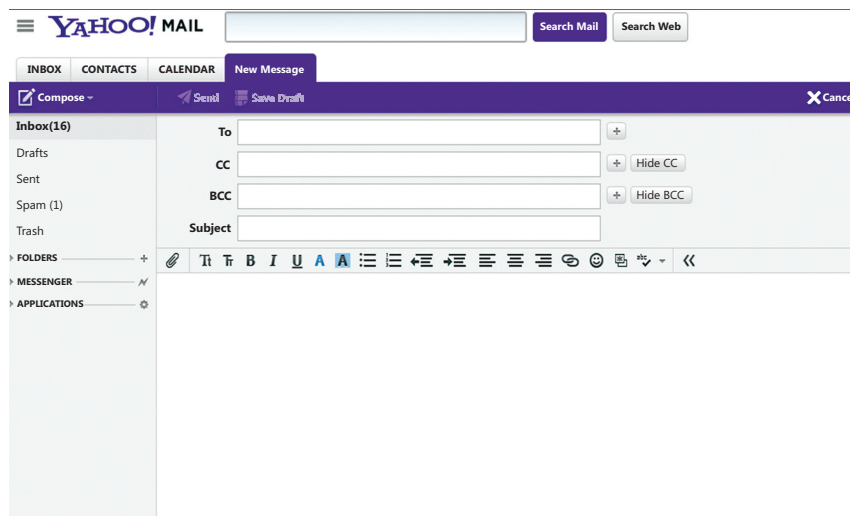 YAHOO! MAIL Search Mail Search Web
INBOX CONTACTS CALENDAR New Message
Compose Send Save Draft Cance
Inbox(16)
To
Drafts
CC Hide CC
Sent
BCC Hide BCC
Spam (1)
Subject
Trash
FOLDERS
MESSENGER
APPLICATIONS